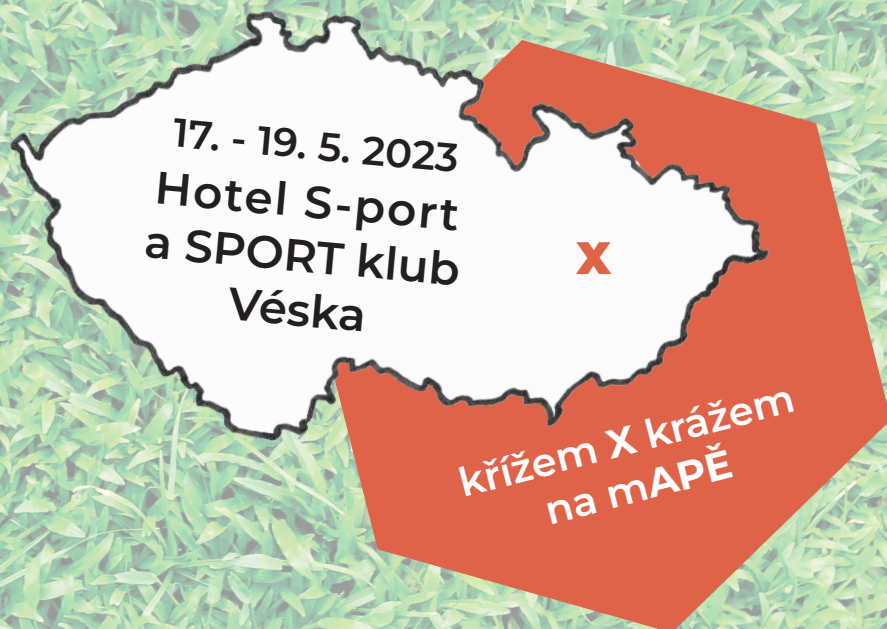 17. - 19. 5. 2023
Hotel S-port
a SPORT klub
Véska
X
křížem X krážem
na mAPĚ